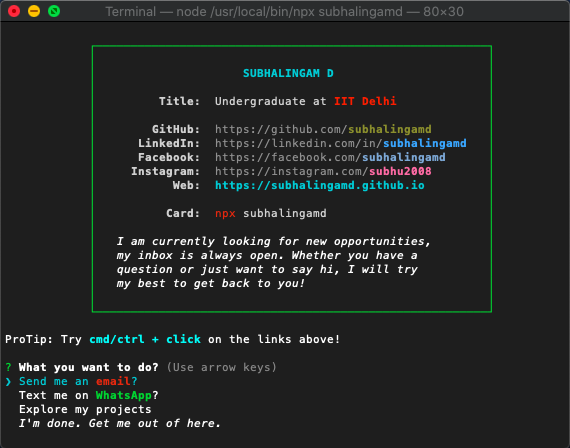 Terminal — node /usr/local/bin/npx subhalingamd — 80×30
SUBHALINGAM D
Title: Undergraduate at IIT Delhi
GitHub: https://github.com/subhalingamd
LinkedIn: https://linkedin.com/in/subhalingamd
Facebook: https://facebook.com/subhalingamd
Instagram: https://instagram.com/subhu2008
Web: https://subhalingamd.github.io
Card: npx subhalingamd
I am currently looking for new opportunities,
my inbox is always open. Whether you have a
question or just want to say hi, I will try
my best to get back to you!
ProTip: Try cmd/ctrl + click on the links above!
? What you want to do? (Use arrow keys)
❯ Send me an email?
Text me on WhatsApp?
Explore my projects
I'm done. Get me out of here.